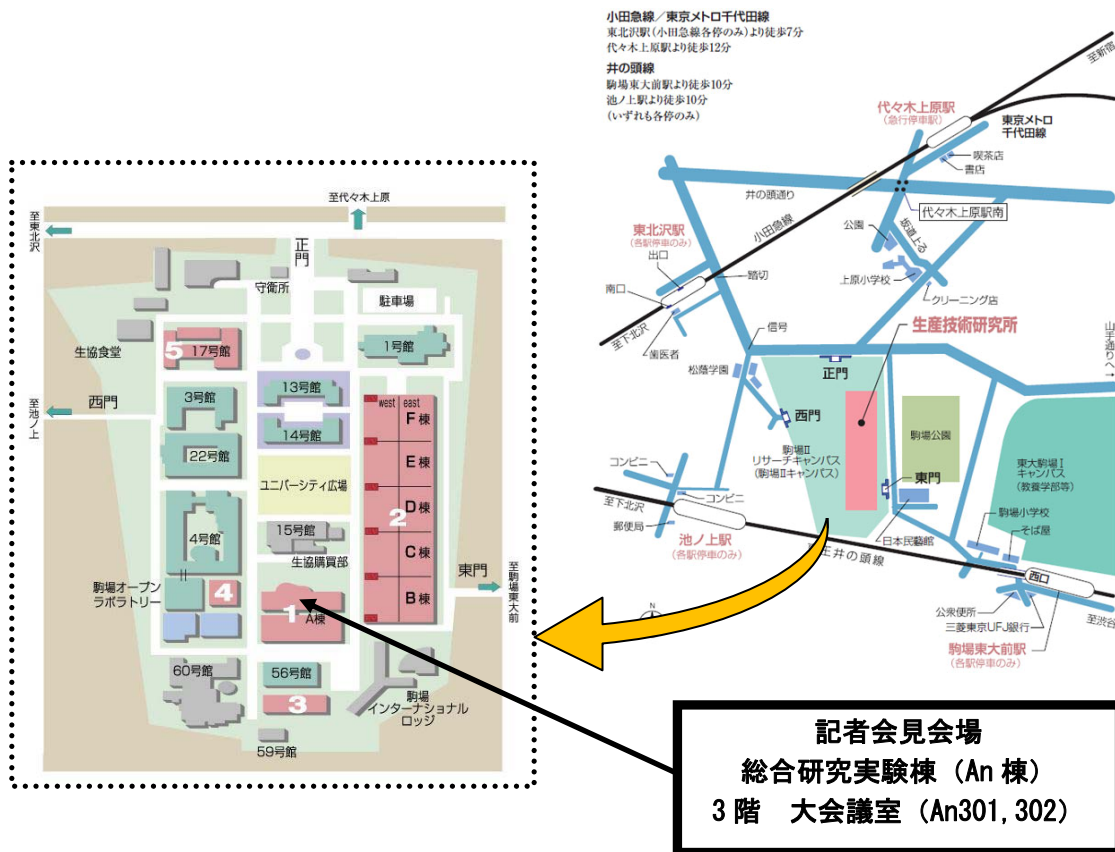 小田急線／東京メトロ千代田線
東北沢駅(小田急線各停のみ)より徒歩7分
代々木上原駅より徒歩12分
井の頭線
駒場東大前駅より徒歩10分
池ノ上駅より徒歩10分
(いずれも各停のみ)
至新宿
代々木上原駅
(急行停車駅)
東京メトロ
千代田線
喫茶店
書店
井の頭通り
代々木上原駅南
小田急線
公園
坂道上る
東北沢駅
(各駅停車のみ)
出口
南口
踏切
上原小学校
クリーニング店
至下北沢
歯医者
信号
生産技術研究所
山手通りへ→
松蔭学園
正門
西門
駒場公園
駒場Ⅱ
リサーチキャンパス
(駒場Ⅱキャンパス)
東大駒場Ⅰ
キャンパス
(教養学部等)
コンビニ
コンビニ
東門
至下北沢
郵便局
駒場小学校
そば屋
池ノ上駅
(各駅停車のみ)
日本民藝館
王井の頭線
西口
N
公衆便所
三菱東京UFJ銀行
至渋谷
駒場東大前駅
(各駅停車のみ)
至代々木上原
至東北沢
正門
守衛所
駐車場
生協食堂
5
17号館
1号館
至池ノ上
西門
3号館
13号館
west
east
F棟
14号館
22号館
E棟
ユニバーシティ広場
D棟
2
4号館
15号館
C棟
生協購買部
東門
至駒場東大前
駒場オープン
ラボラトリー
4
1
A棟
B棟
60号館
56号館
3
駒場
インターナショナル
ロッジ
59号館
記者会見会場
総合研究実験棟（An 棟）
3 階　大会議室（An301, 302）